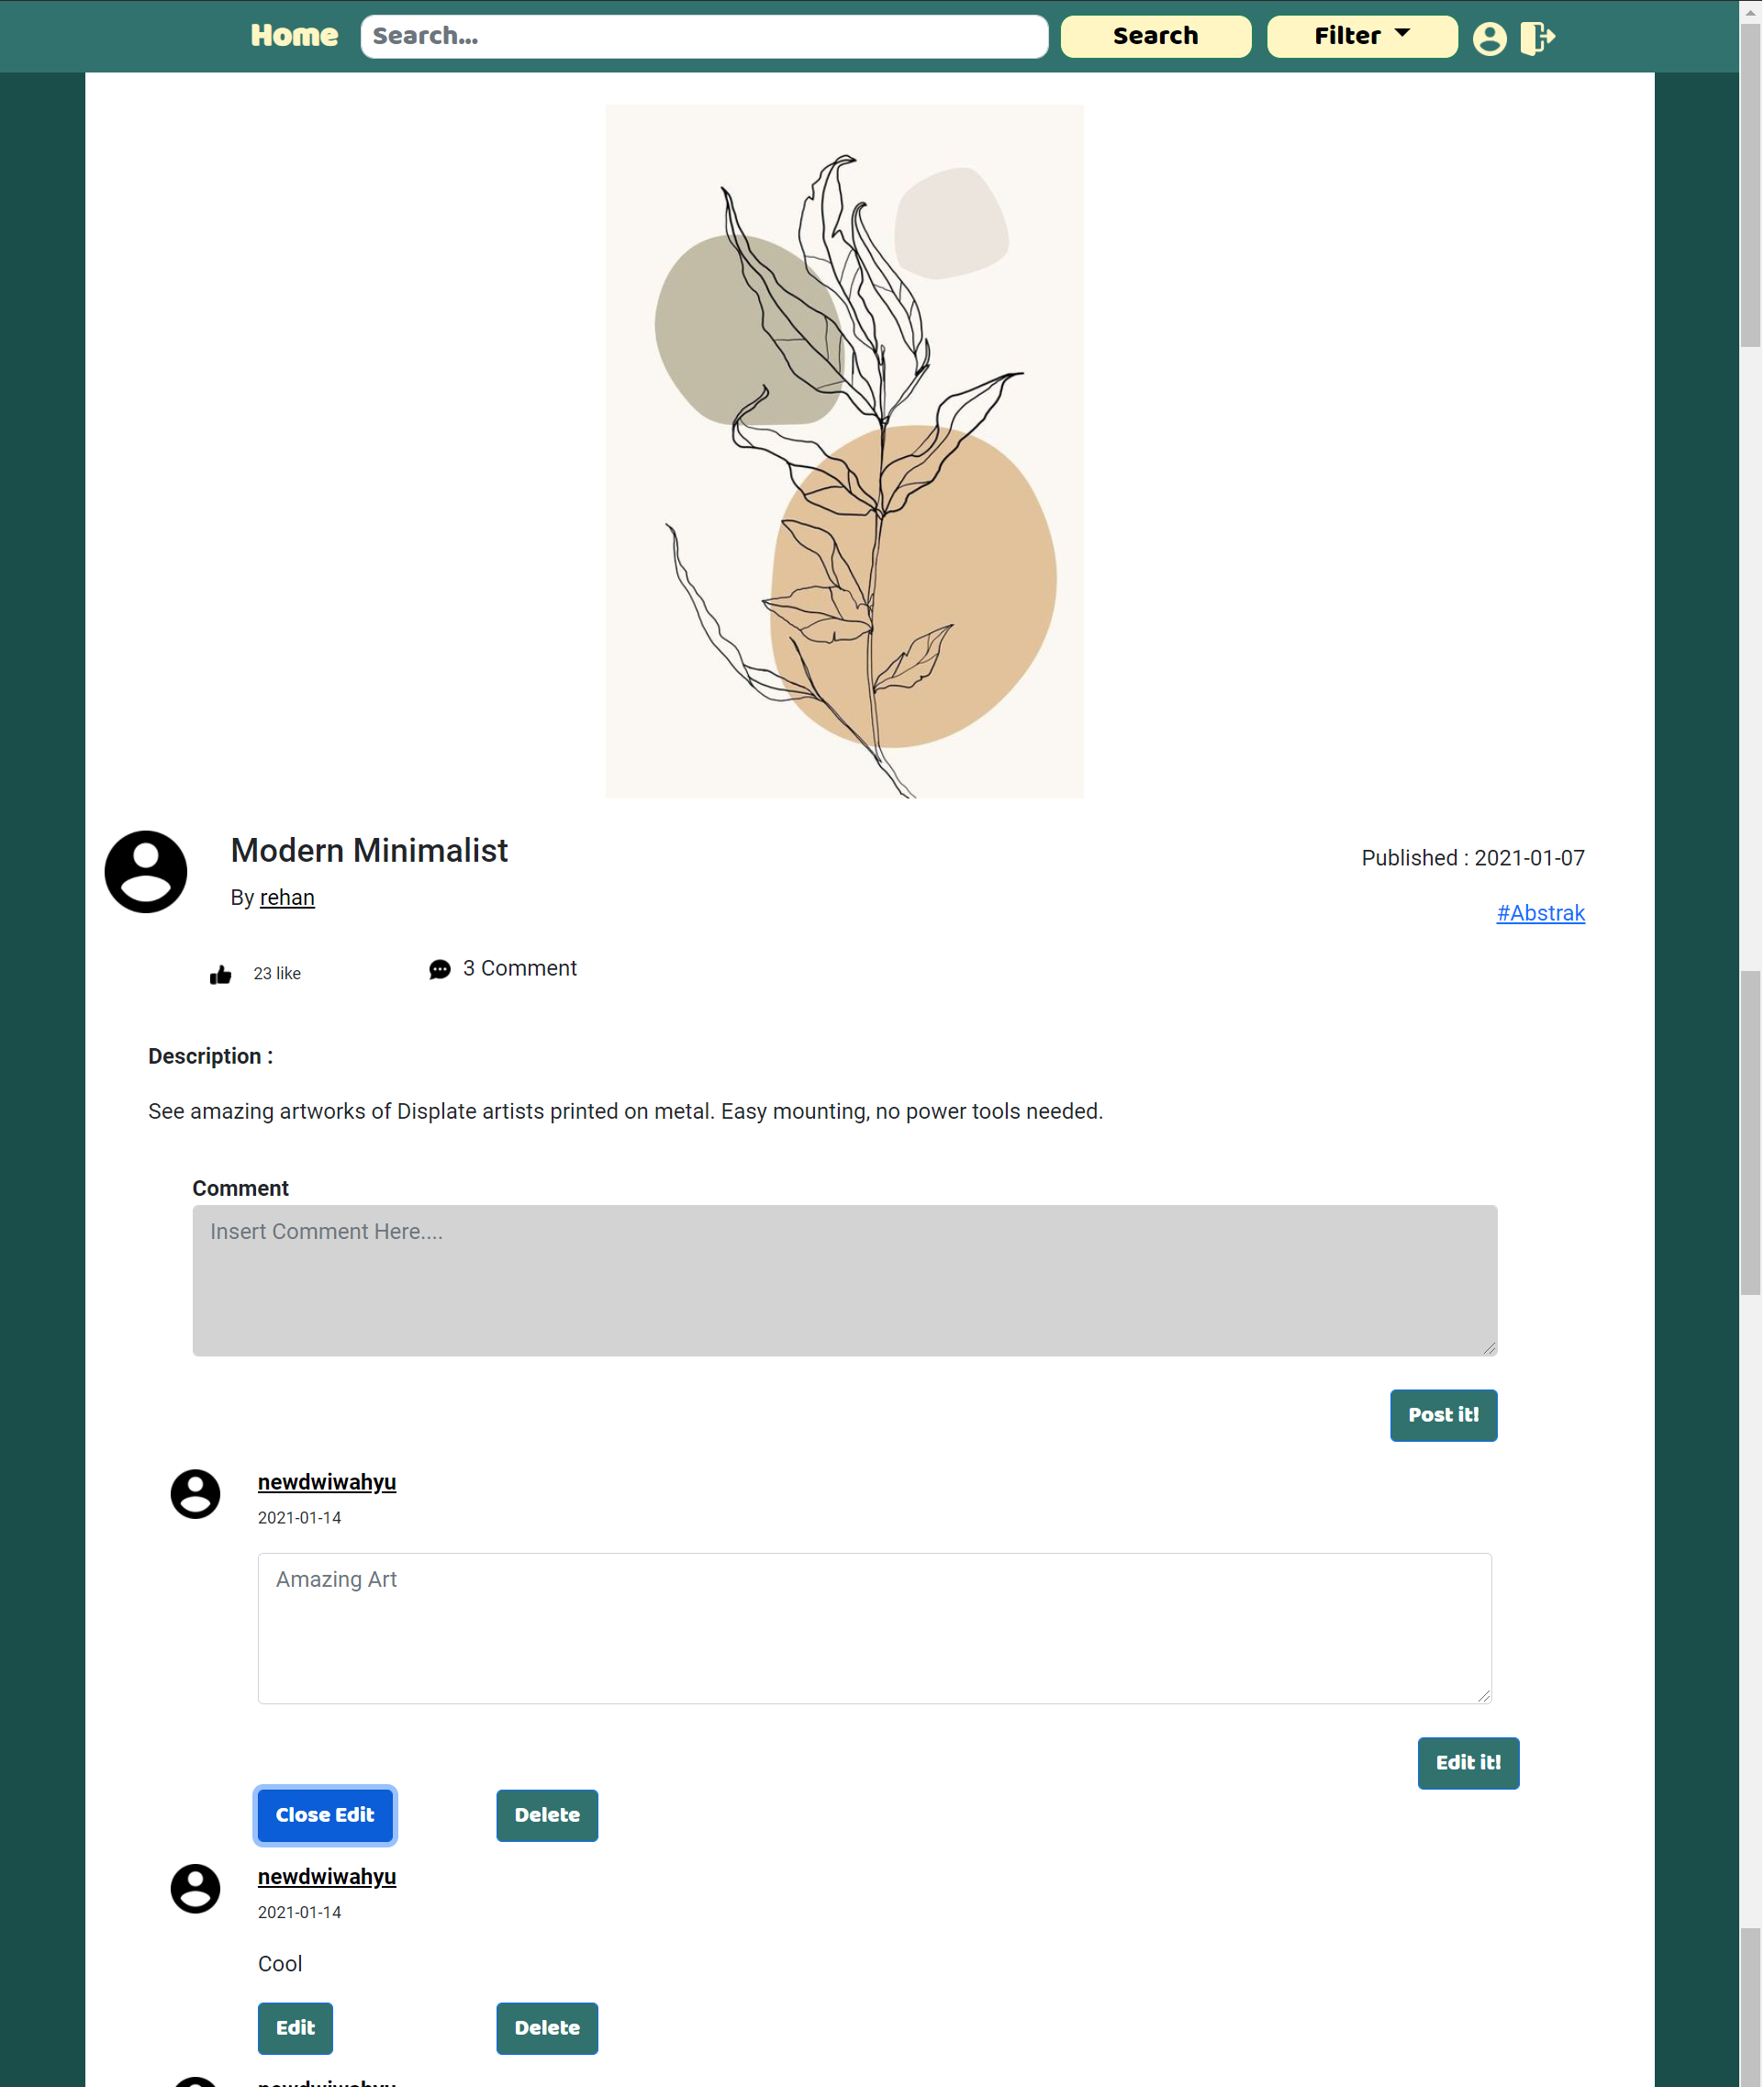 Home Search... Search Filter
Modern Minimalist
Published : 2021-01-07
By rehan
#Abstrak
23 like 3 Comment
Description :
See amazing artworks of Displate artists printed on metal. Easy mounting, no power tools needed.
Comment
Insert Comment Here....
Post it!
newdwiwahyu
2021-01-14
Amazing Art
Edit it!
Close Edit Delete
newdwiwahyu
2021-01-14
Cool
Edit Delete
newdwiwahyu